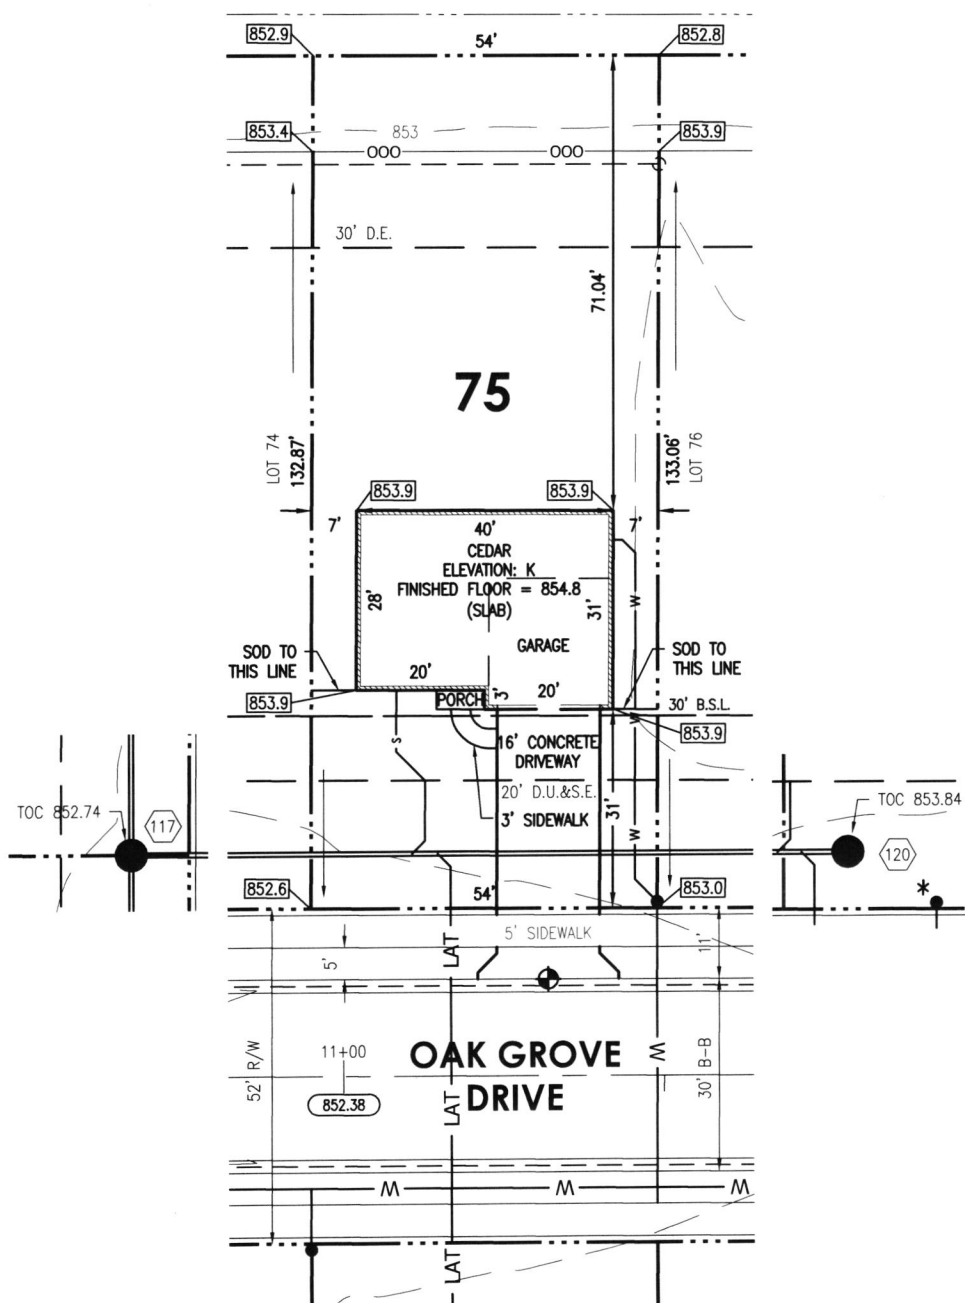 852.9
54'
852.8
853.4
853
853.9
OOO
OOO
30' D.E.
71.04'
75
LOT 74
132.87'
133.06'
LOT 76
853.9
853.9
7'
40'
7'
CEDAR
ELEVATION: K
FINISHED FLOOR = 854.8
(SLAB)
28'
31'
W
GARAGE
SOD TO
THIS LINE
SOD TO
THIS LINE
20'
853.9
PORCH
3'
20'
30' B.S.L.
W
853.9
S
16' CONCRETE
DRIVEWAY
20' D.U.&S.E.
3' SIDEWALK
31'
W
TOC 852.74
117
TOC 853.84
120
852.6
54'
853.0
*
5' SIDEWALK
LAT
11'
5'
52' R/W
11+00
OAK GROVE
DRIVE
852.38
W
30' B-B
LAT
W
W
W
LAT